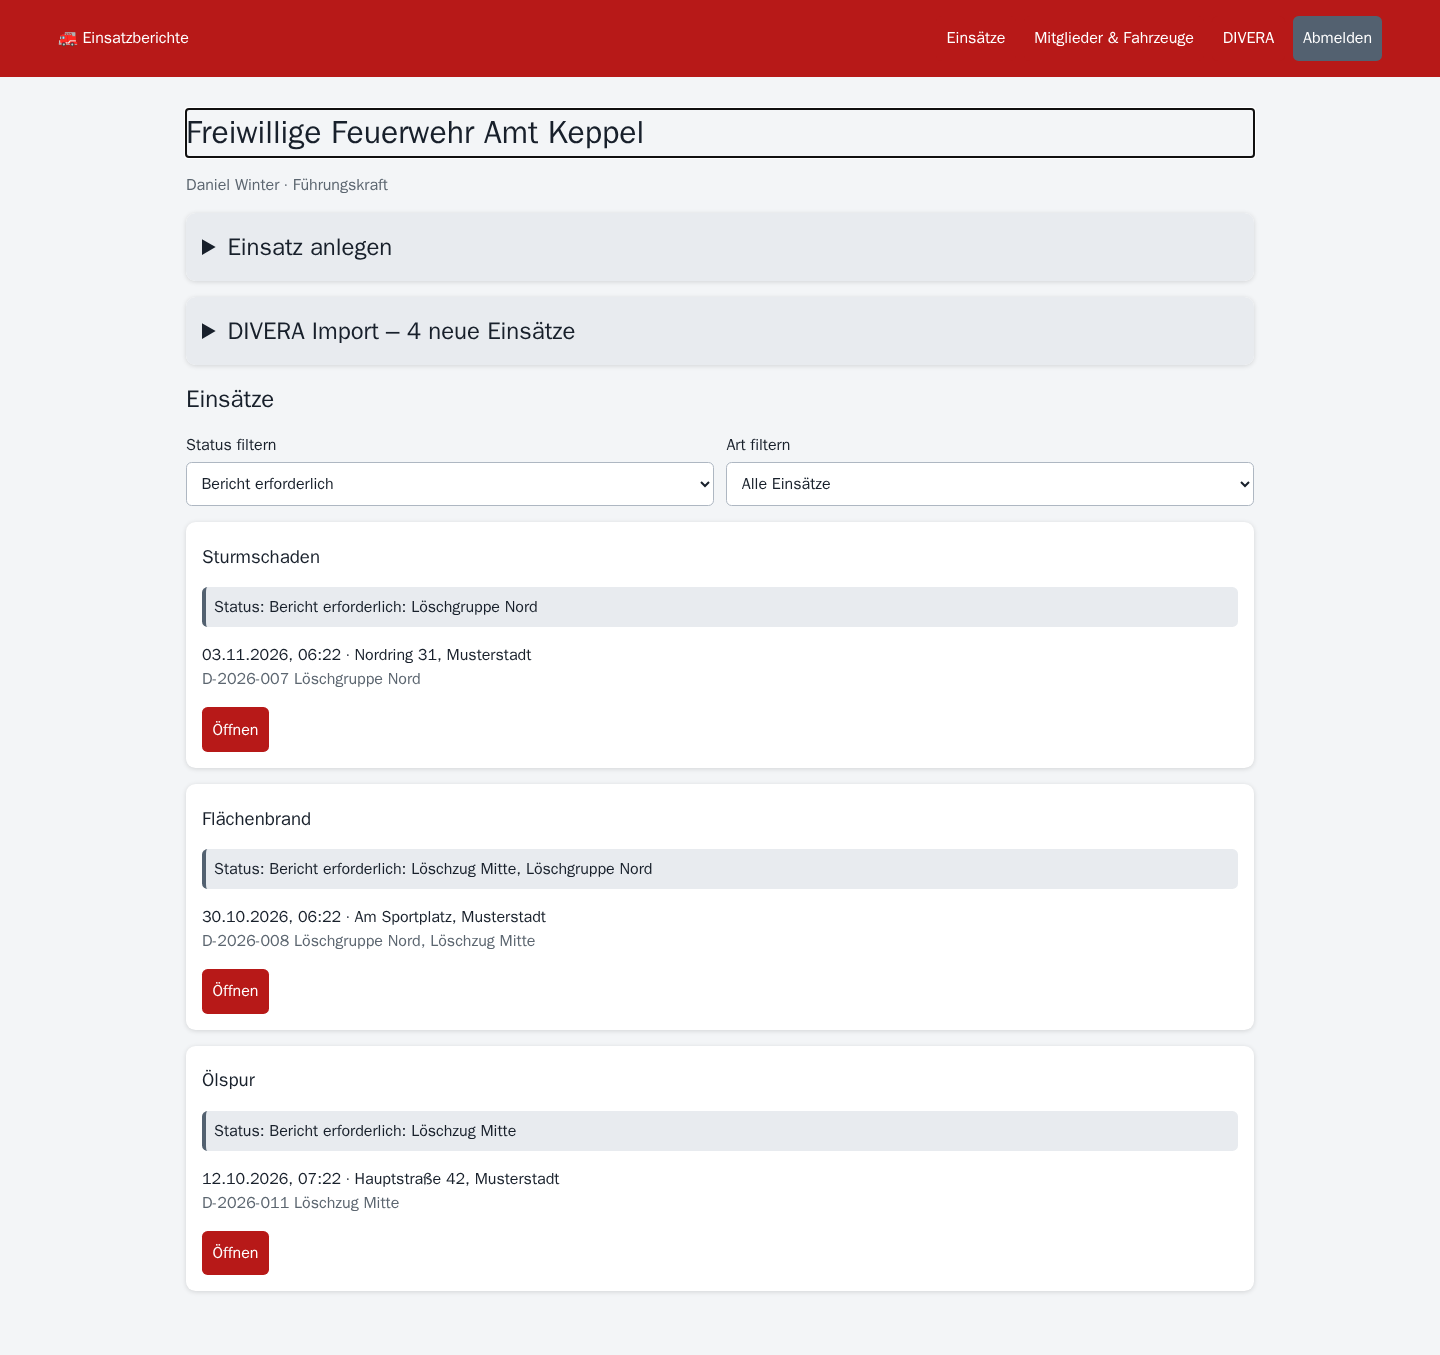 🚒 Einsatzberichte
Einsätze
Mitglieder & Fahrzeuge
DIVERA
Abmelden
Freiwillige Feuerwehr Amt Keppel
Daniel Winter · Führungskraft
Einsatz anlegen
DIVERA Import – 4 neue Einsätze
Einsätze
Status filtern
Art filtern
Bericht erforderlich
Alle Einsätze
Sturmschaden
Status: Bericht erforderlich: Löschgruppe Nord
03.11.2026, 06:22 · Nordring 31, Musterstadt
D-2026-007 Löschgruppe Nord
Öffnen
Flächenbrand
Status: Bericht erforderlich: Löschzug Mitte, Löschgruppe Nord
30.10.2026, 06:22 · Am Sportplatz, Musterstadt
D-2026-008 Löschgruppe Nord, Löschzug Mitte
Öffnen
Ölspur
Status: Bericht erforderlich: Löschzug Mitte
12.10.2026, 07:22 · Hauptstraße 42, Musterstadt
D-2026-011 Löschzug Mitte
Öffnen